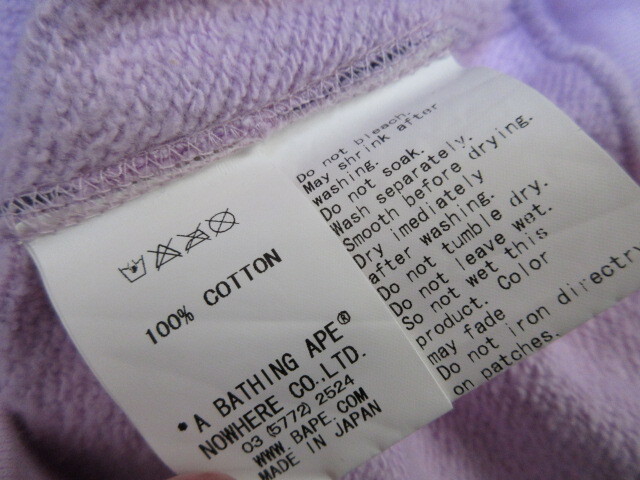 100% COTTON
• A BATHING APE®
NOWHERE CO.,LTD.
03 (5772) 2524
WWW.BAPE.COM
MADE IN JAPAN
Do not bleach.
May shrink after
washing.
Do not soak.
Wash separately.
Smooth before drying.
Dry imediately
after washing.
Do not tumble dry.
Do not leave wet.
So not wet this
product. Color
may fade
Do not iron directry
on patches.